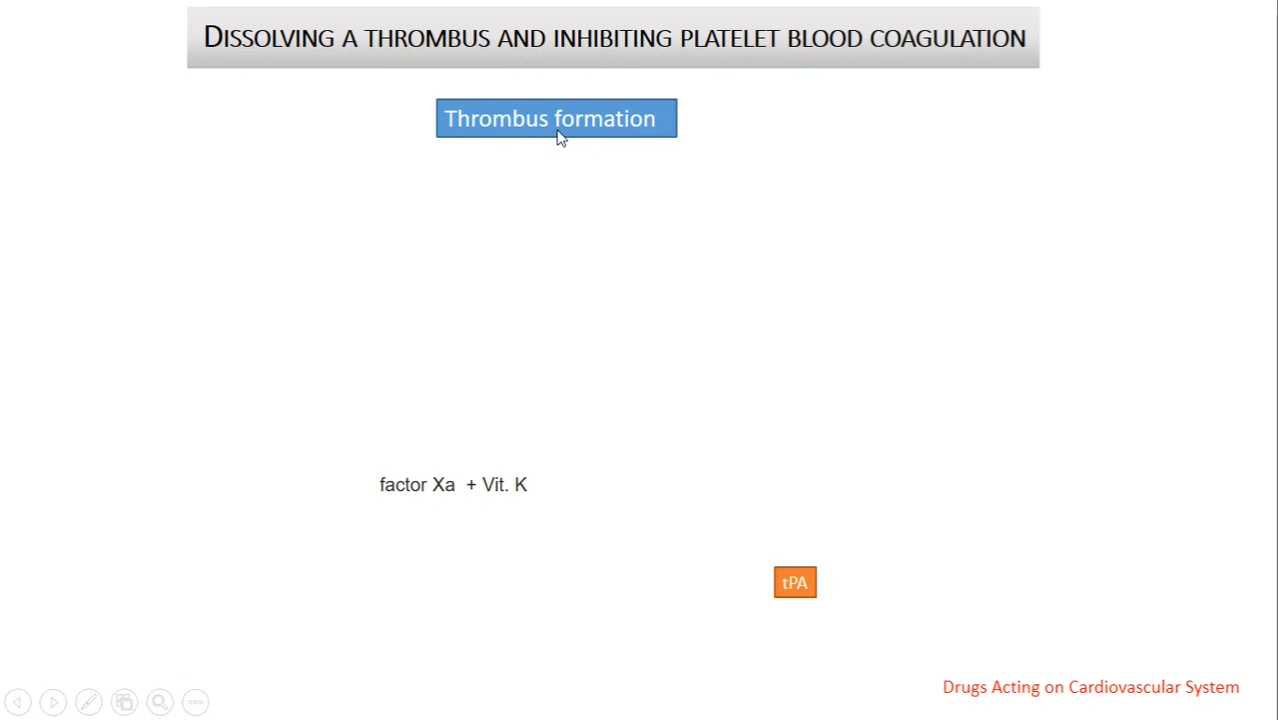 DISSOLVING A THROMBUS AND INHIBITING PLATELET BLOOD COAGULATION
Thrombus formation
factor Xa + Vit. K
tPA
Drugs Acting on Cardiovascular System